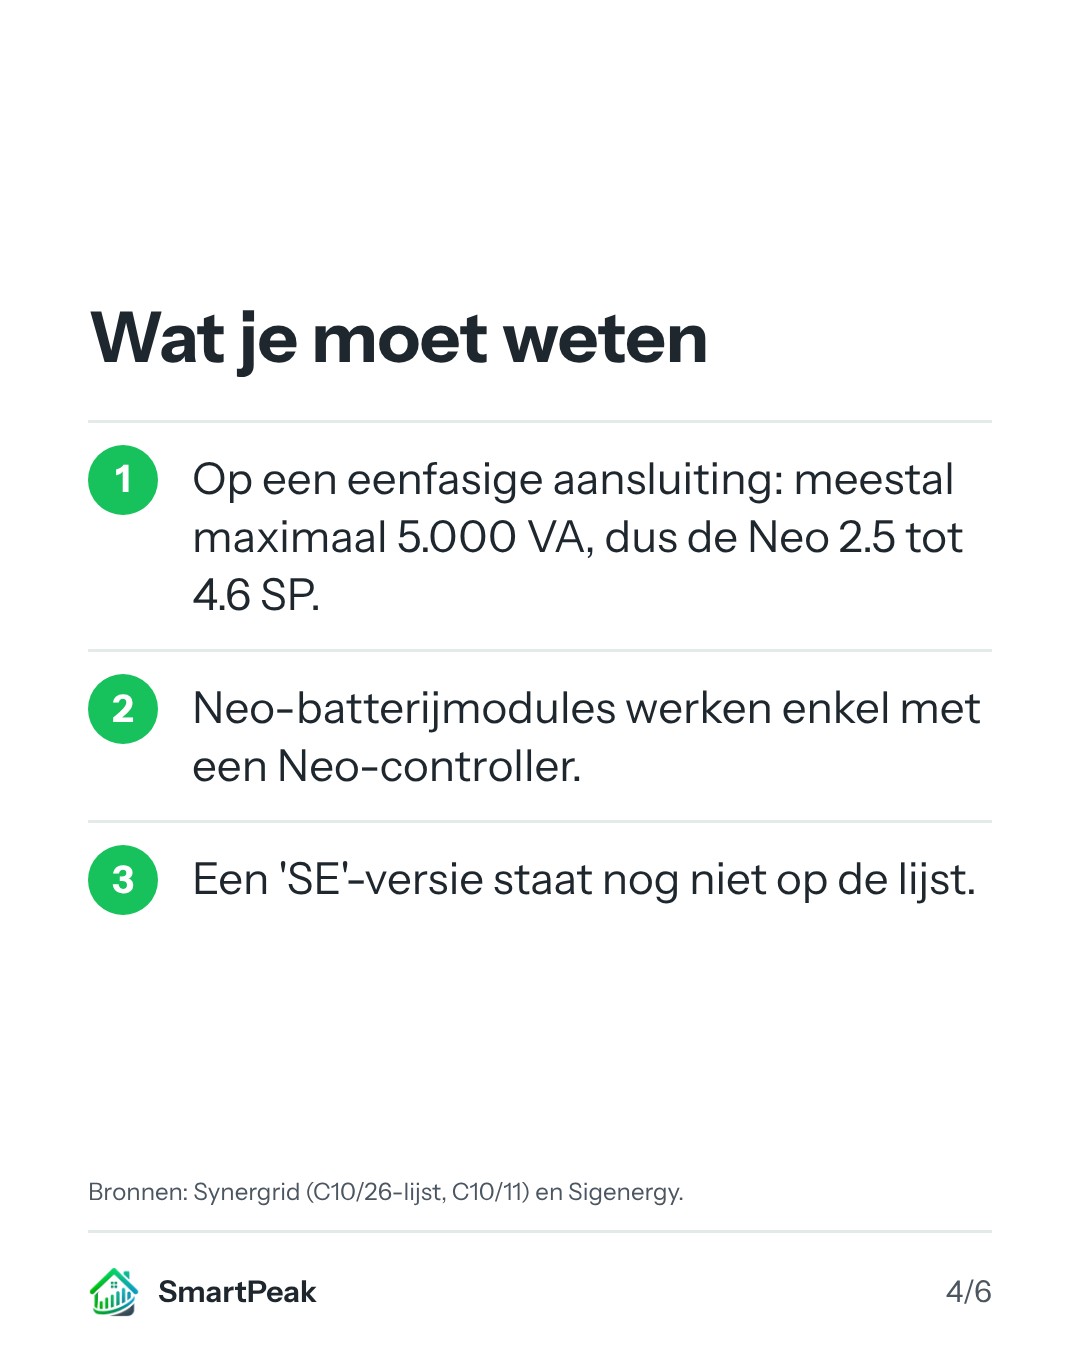 Wat je moet weten
1 Op een eenfasige aansluiting: meestal
maximaal 5.000 VA, dus de Neo 2.5 tot
4.6 SP.
2 Neo-batterijmodules werken enkel met
een Neo-controller.
3 Een 'SE'-versie staat nog niet op de lijst.
Bronnen: Synergrid (C10/26-lijst, C10/11) en Sigenergy.
SmartPeak 4/6